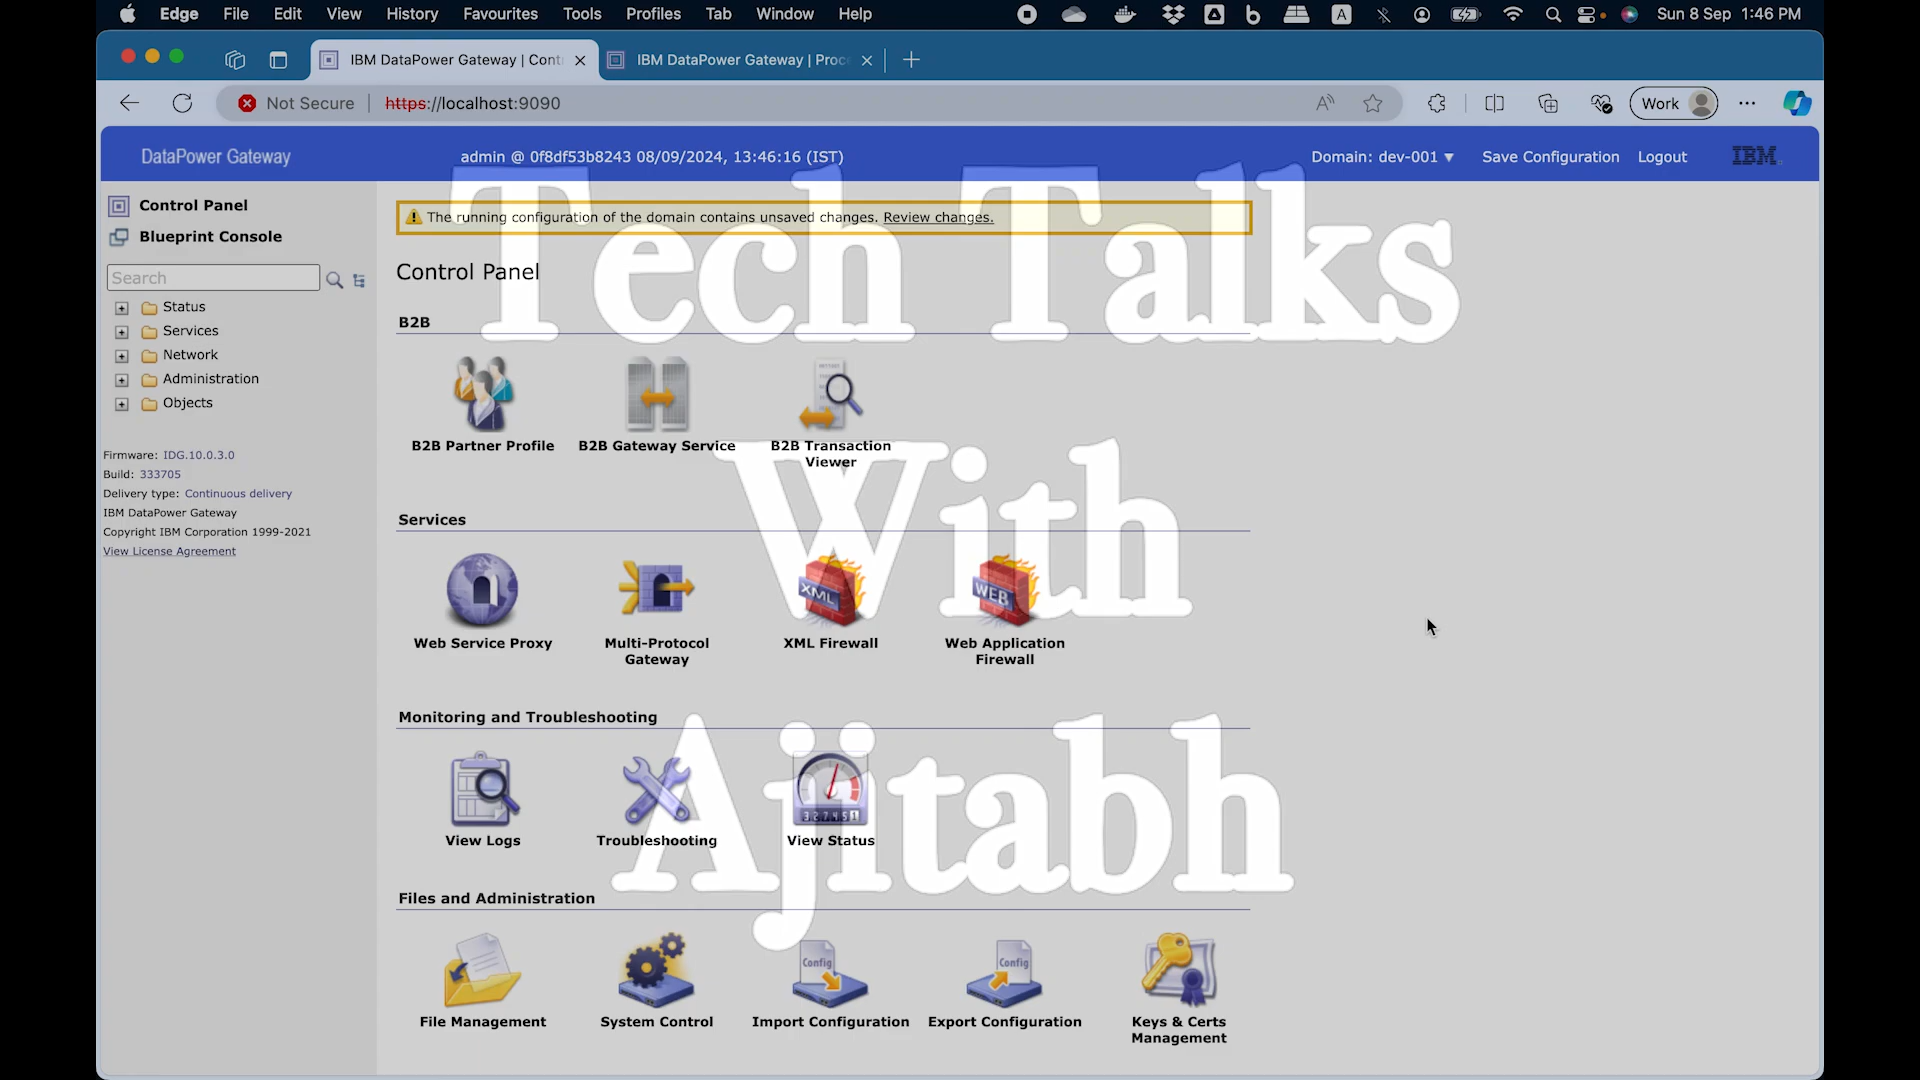 Edge File Edit View History Favourites Tools Profiles Tab Window Help
Sun 8 Sep 1:46 PM
IBM DataPower Gateway | Cont
IBM DataPower Gateway | Proc
Not Secure https://localhost:9090
Work
DataPower Gateway
admin @ 0f8df53b8243 08/09/2024, 13:46:16 (IST)
Domain: dev-001
Save Configuration
Logout
IBM
Control Panel
Blueprint Console
Search
Status
Services
Network
Administration
Objects
Firmware: IDG.10.0.3.0
Build: 333705
Delivery type: Continuous delivery
IBM DataPower Gateway
Copyright IBM Corporation 1999-2021
View License Agreement
The running configuration of the domain contains unsaved changes. Review changes.
Control Panel
B2B
B2B Partner Profile
B2B Gateway Service
B2B Transaction
Viewer
Services
XML
WEB
Web Service Proxy
Multi-Protocol
Gateway
XML Firewall
Web Application
Firewall
Monitoring and Troubleshooting
View Logs
Troubleshooting
View Status
Files and Administration
Config
Config
File Management
System Control
Import Configuration
Export Configuration
Keys & Certs
Management
Tech Talks
With
Ajitabh